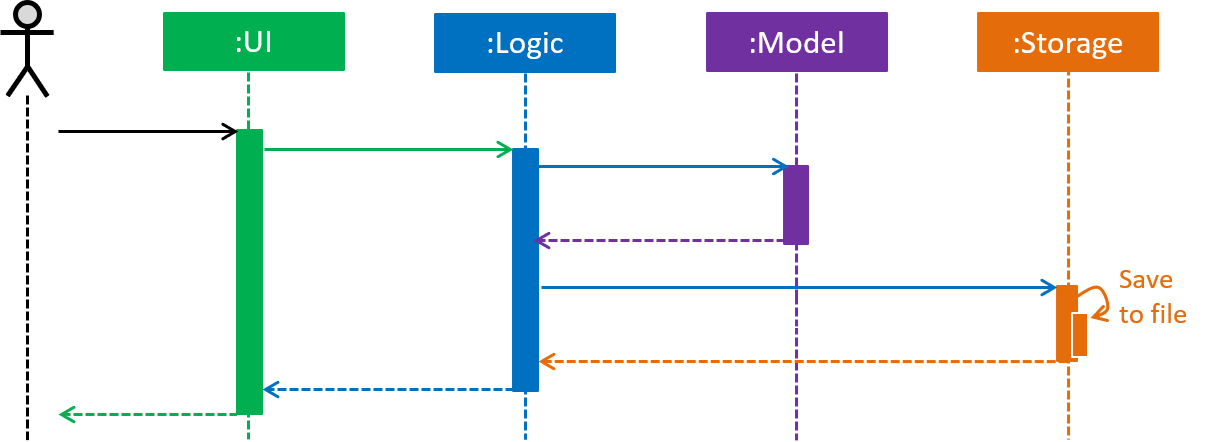 :UI
:Logic
:Model
:Storage
Save
to file